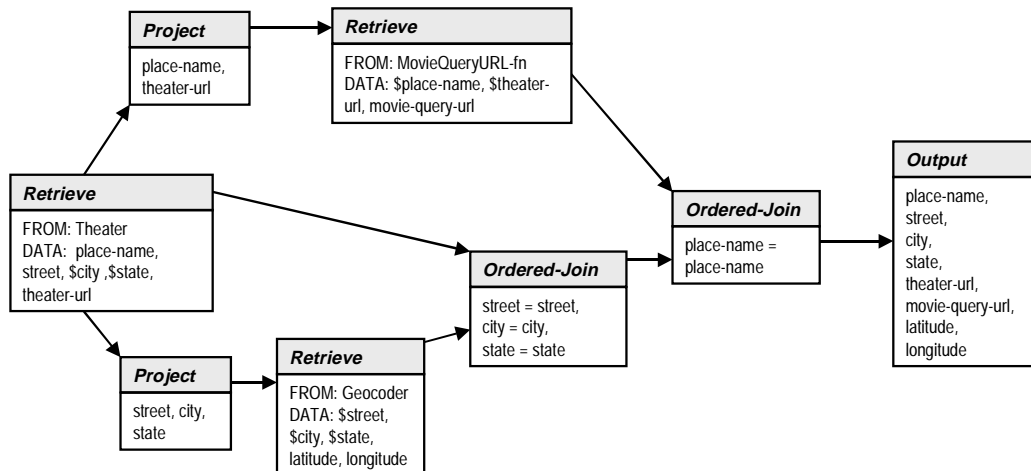 Project
place-name,
theater-url
Retrieve
FROM: MovieQueryURL-fn
DATA: $place-name, $theater-
url, movie-query-url
Retrieve
FROM: Theater
DATA: place-name,
street, $city ,$state,
theater-url
Project
street, city,
state
Retrieve
FROM: Geocoder
DATA: $street,
$city, $state,
latitude, longitude
Ordered-Join
street = street,
city = city,
state = state
Ordered-Join
place-name =
place-name
Output
place-name,
street,
city,
state,
theater-url,
movie-query-url,
latitude,
longitude